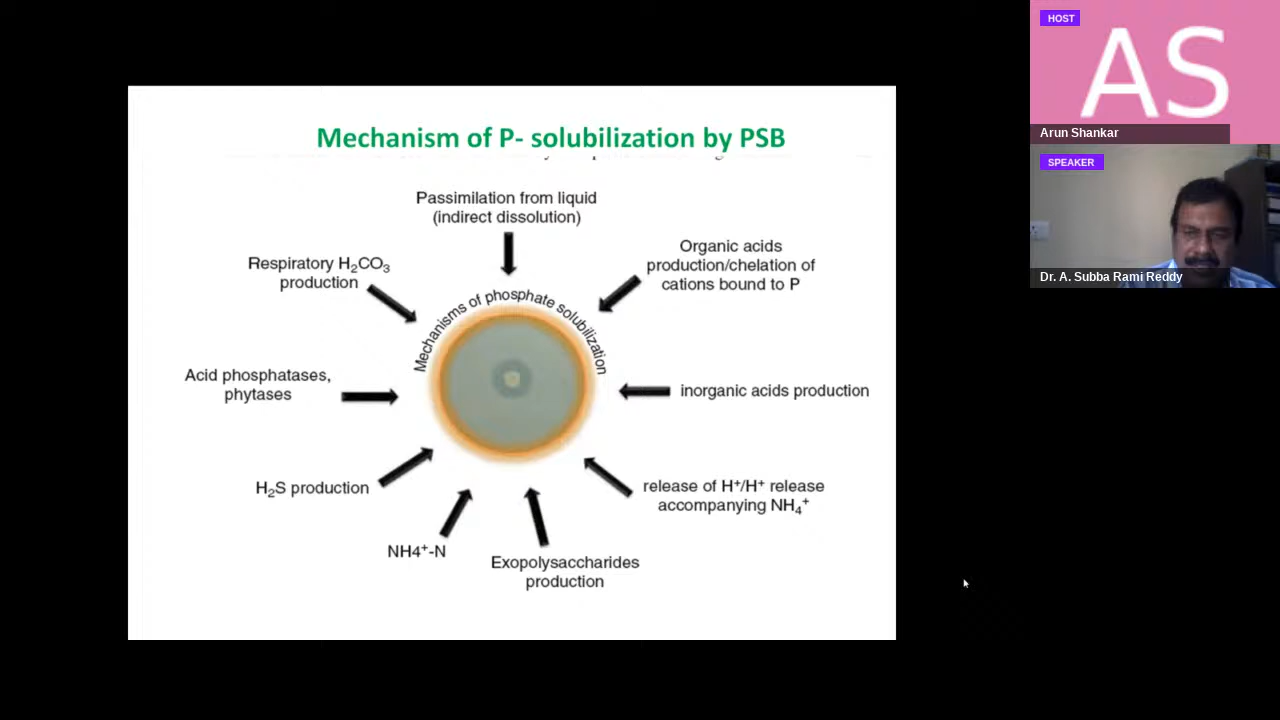 Mechanism of P- solubilization by PSB
Passimilation from liquid
(indirect dissolution)
Organic acids
production/chelation of
cations bound to P
inorganic acids production
release of H⁺/H⁺ release
accompanying NH₄⁺
Exopolysaccharides
production
NH4⁺-N
H₂S production
Acid phosphatases,
phytases
Respiratory H₂CO₃
production
Mechanisms of phosphate solubilization
HOST
AS
Arun Shankar
SPEAKER
Dr. A. Subba Rami Reddy